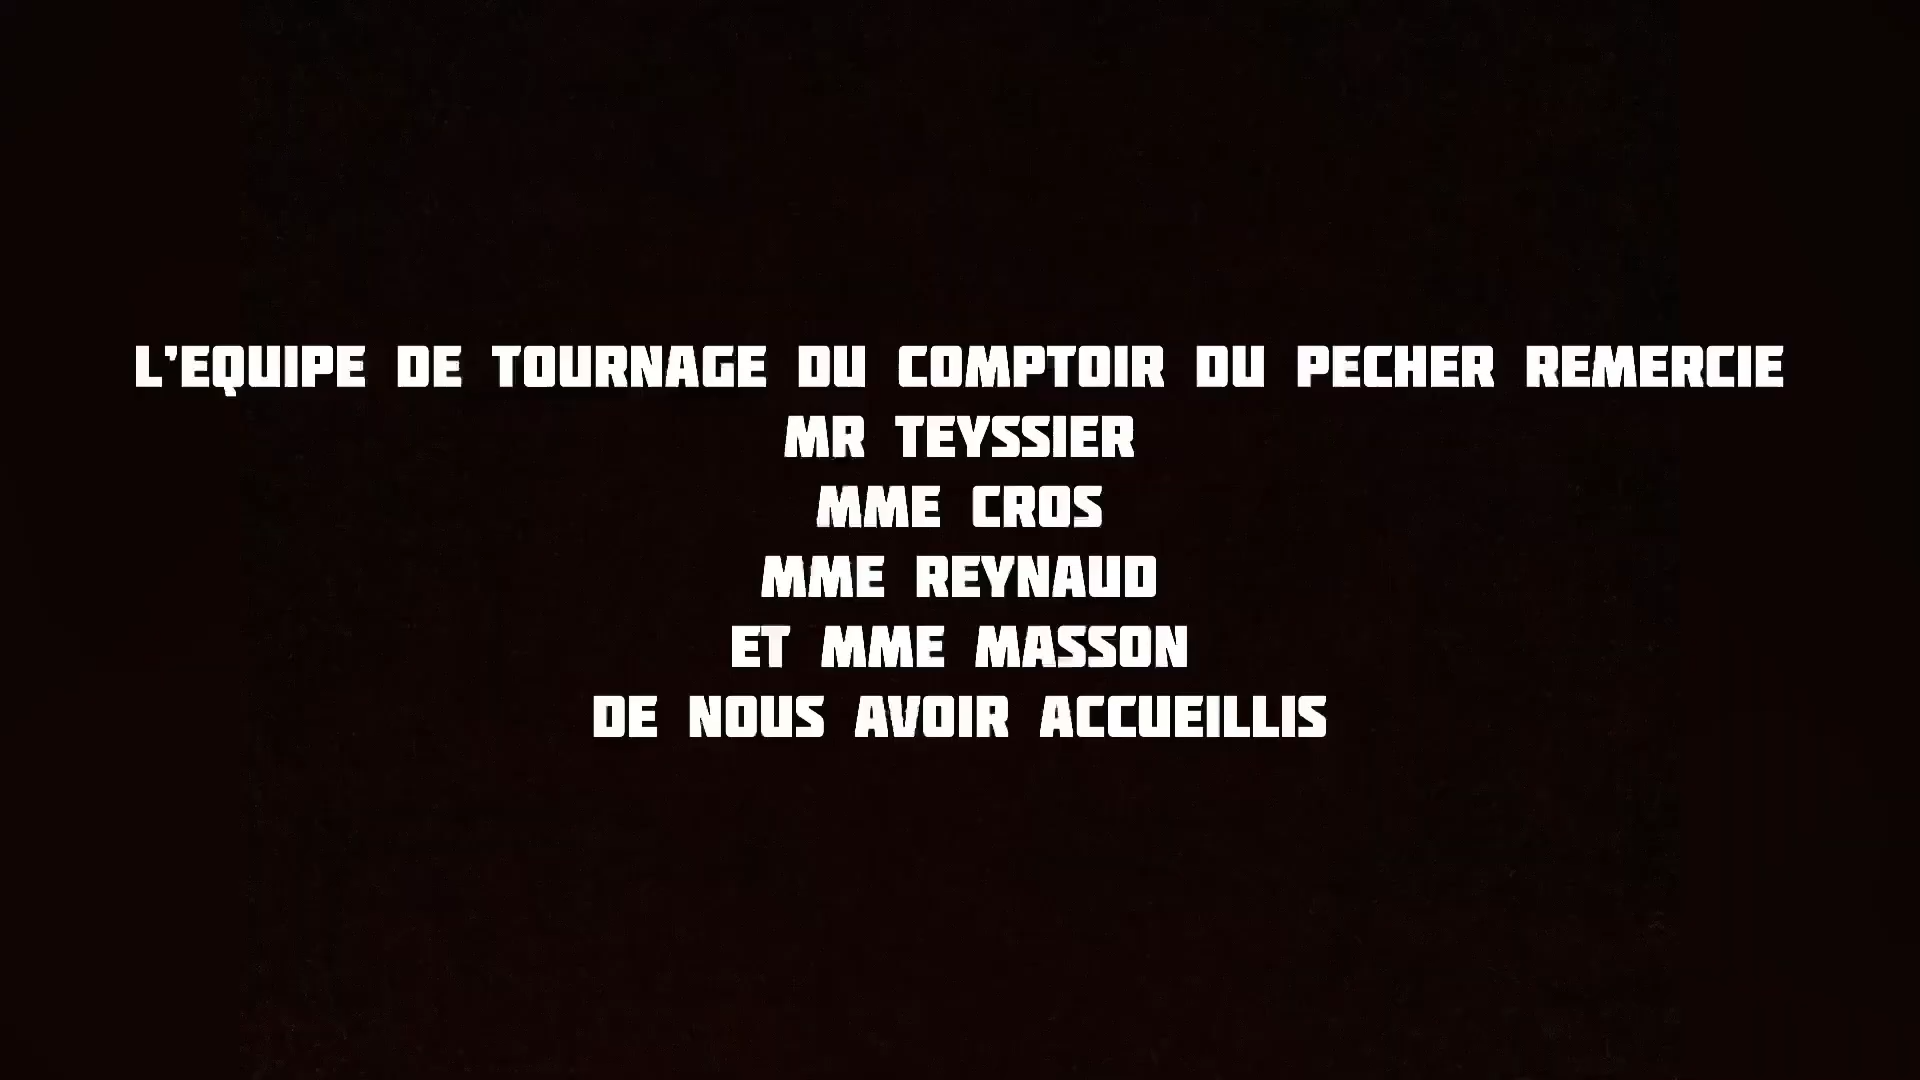 L'EQUIPE DE TOURNAGE DU COMPTOIR DU PECHER REMERCIE
MR TEYSSIER
MME CROS
MME REYNAUD
ET MME MASSON
DE NOUS AVOIR ACCUEILLIS